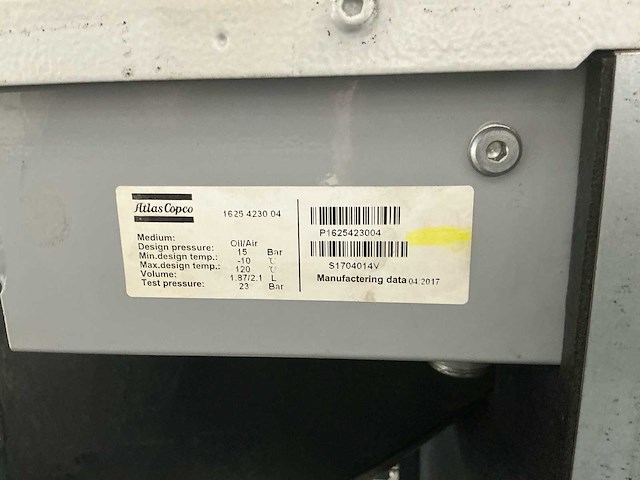 Atlas Copco 1625 4230 04
Medium: Oil/Air
Design pressure: 15 Bar
Min.design temp.: -10 ℃
Max.design temp.: 120 ℃
Volume: 1.87/2.1 L
Test pressure: 23 Bar
P1625423004
S1704014V
Manufactering data 04/2017